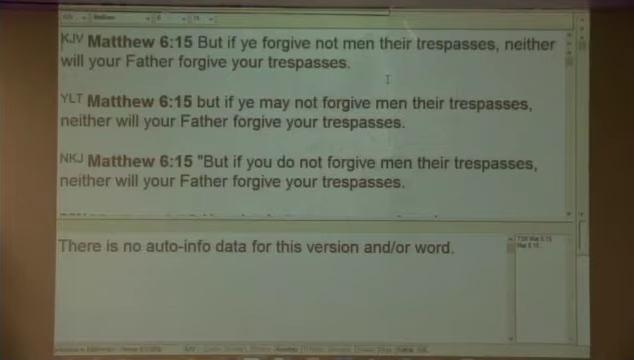 KJV Matthew 6:15 But if ye forgive not men their trespasses, neither
will your Father forgive your trespasses.
YLT Matthew 6:15 but if ye may not forgive men their trespasses,
neither will your Father forgive your trespasses.
NKJ Matthew 6:15 "But if you do not forgive men their trespasses,
neither will your Father forgive your trespasses.
There is no auto-info data for this version and/or word.